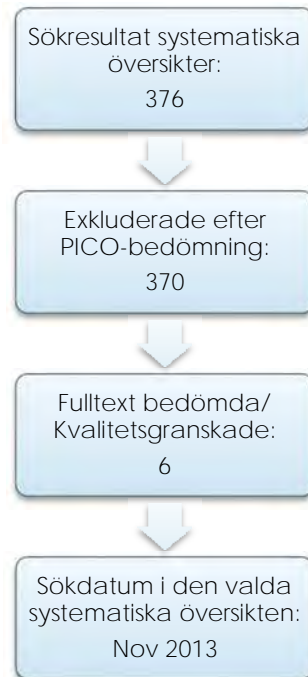 Sökresultat systematiska
översikter:
376
Exkluderade efter
PICO-bedömning:
370
Fulltext bedömda/
Kvalitetsgranskade:
6
Sökdatum i den valda
systematiska översikten:
Nov 2013